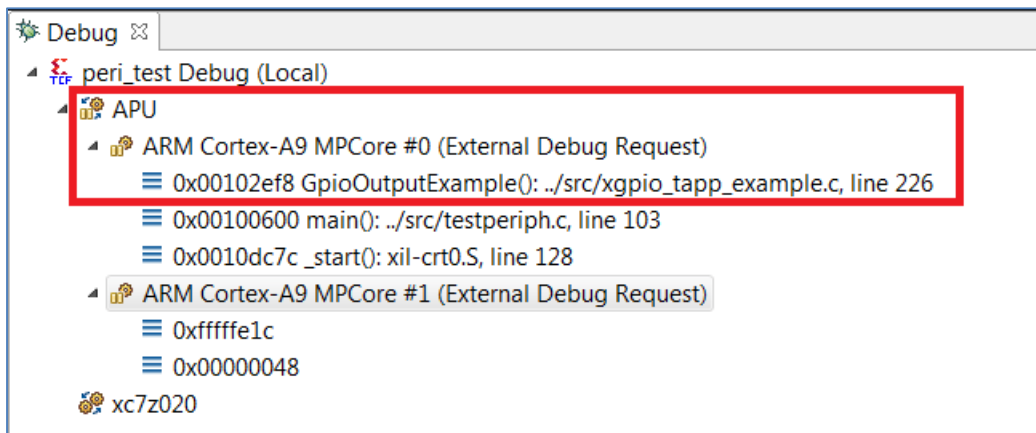 Debug
TCF peri_test Debug (Local)
APU
ARM Cortex-A9 MPCore #0 (External Debug Request)
0x00102ef8 GpioOutputExample(): ../src/xgpio_tapp_example.c, line 226
0x00100600 main(): ../src/testperiph.c, line 103
0x0010dc7c _start(): xil-crt0.S, line 128
ARM Cortex-A9 MPCore #1 (External Debug Request)
0xfffffe1c
0x00000048
xc7z020